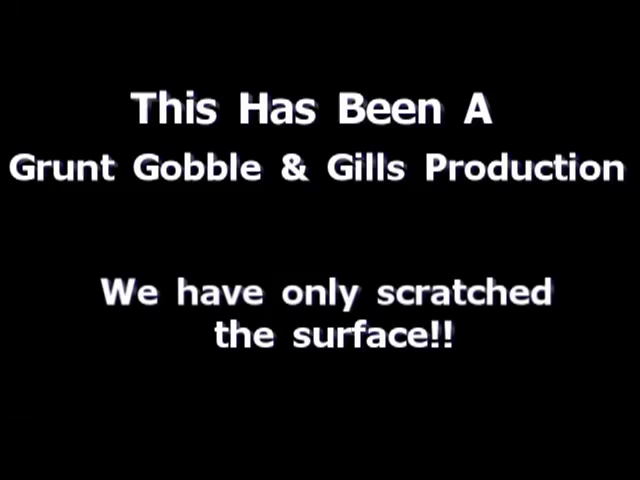 This Has Been A
Grunt Gobble & Gills Production
We have only scratched
the surface!!